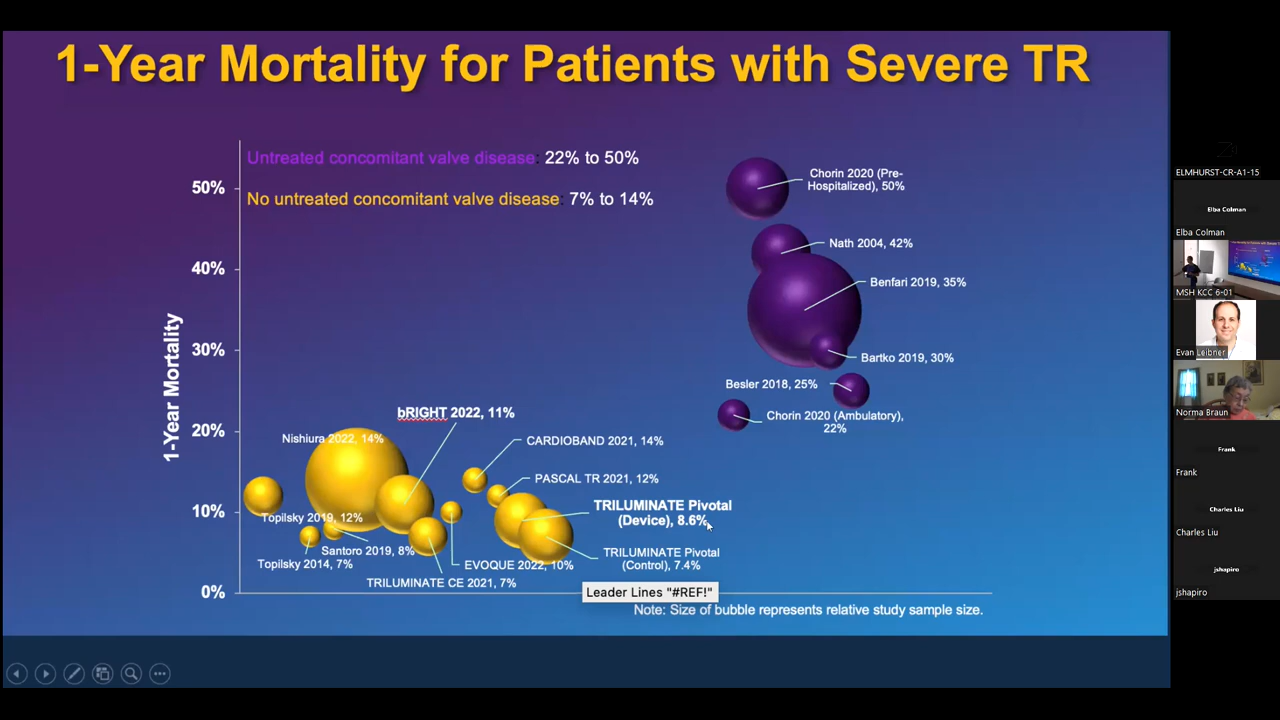 1-Year Mortality for Patients with Severe TR
Untreated concomitant valve disease: 22% to 50%
No untreated concomitant valve disease: 7% to 14%
1-Year Mortality
50%
40%
30%
20%
10%
0%
Chorin 2020 (Pre-
Hospitalized), 50%
Nath 2004, 42%
Benfari 2019, 35%
Bartko 2019, 30%
Besler 2018, 25%
Chorin 2020 (Ambulatory),
22%
bRIGHT 2022, 11%
Nishiura 2022, 14%
CARDIOBAND 2021, 14%
PASCAL TR 2021, 12%
TRILUMINATE Pivotal
(Device), 8.6%
Topilsky 2019, 12%
Santoro 2019, 8%
Topilsky 2014, 7%
EVOQUE 2022, 10%
TRILUMINATE Pivotal
(Control), 7.4%
TRILUMINATE CE 2021, 7%
Leader Lines "#REF!"
Note: Size of bubble represents relative study sample size.
ELMHURST-CR-A1-15
Elba Colman
Elba Colman
MSH KCC 6-01
Evan Leibner
Norma Braun
Frank
Frank
Charles Liu
Charles Liu
jshapiro
jshapiro